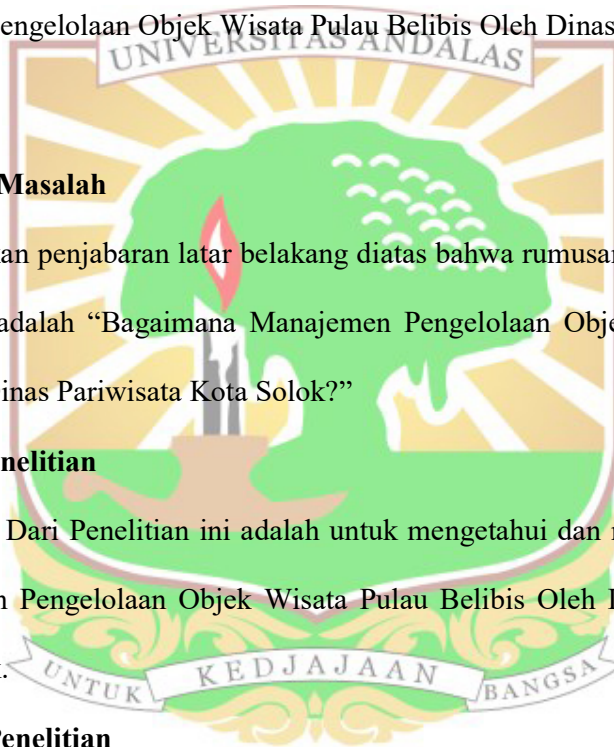 engelolaan Objek Wisata Pulau Belibis Oleh Dinas
UNIVERSITAS ANDALAS
Masalah
kan penjabaran latar belakang diatas bahwa rumusan
adalah “Bagaimana Manajemen Pengelolaan Obje
inas Pariwisata Kota Solok?”
nelitian
Dari Penelitian ini adalah untuk mengetahui dan
n Pengelolaan Objek Wisata Pulau Belibis Oleh
UNTUK KEDJAJAAN BANGSA
Penelitian